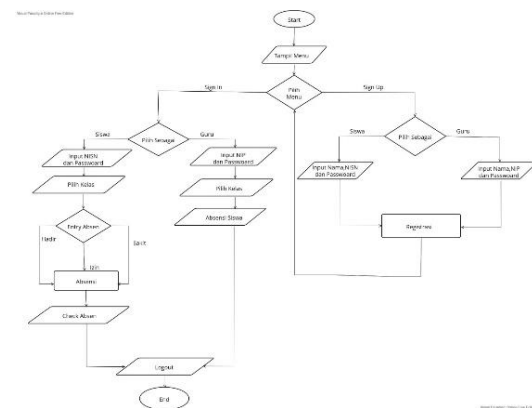 Start
Tampil Menu
Pilih
Menu
Sign In
Sign Up
Pilih Sebagai
Siswa
Guru
Pilih Sebagai
Siswa
Guru
Input NISN
dan Password
Input NIP
dan Password
Input Nama,NISN
dan Password
Input Nama,NIP
dan Password
Pilih Kelas
Pilih Kelas
Absensi Siswa
Entry Absen
Hadir
Sakit
Izin
Registrasi
Absensi
Check Absen
Logout
End